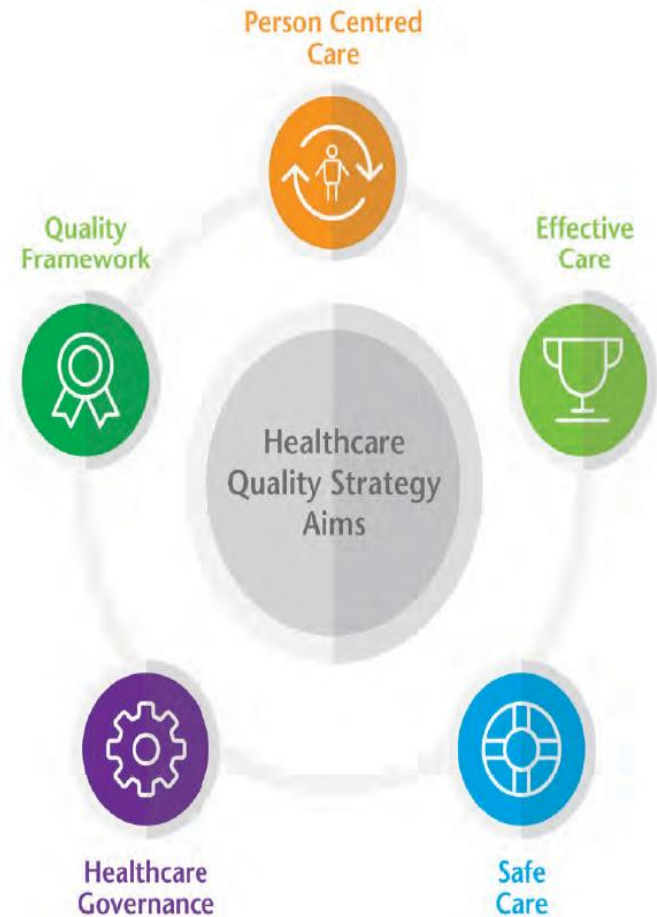 Person Centred
Care
Quality
Framework
Effective
Care
Healthcare
Quality Strategy
Aims
Healthcare
Governance
Safe
Care